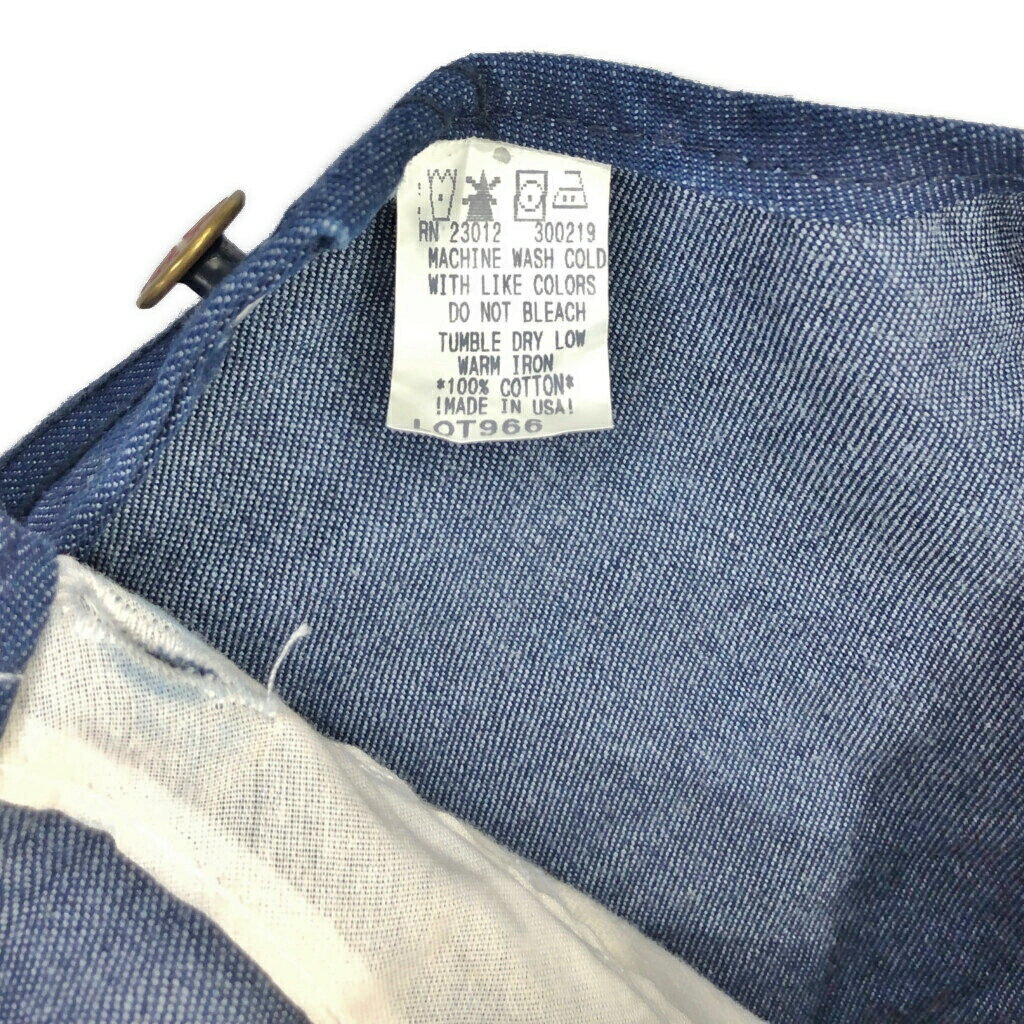 RN 23012 300219
MACHINE WASH COLD
WITH LIKE COLORS
DO NOT BLEACH
TUMBLE DRY LOW
WARM IRON
*100% COTTON*
!MADE IN USA!
LOT966